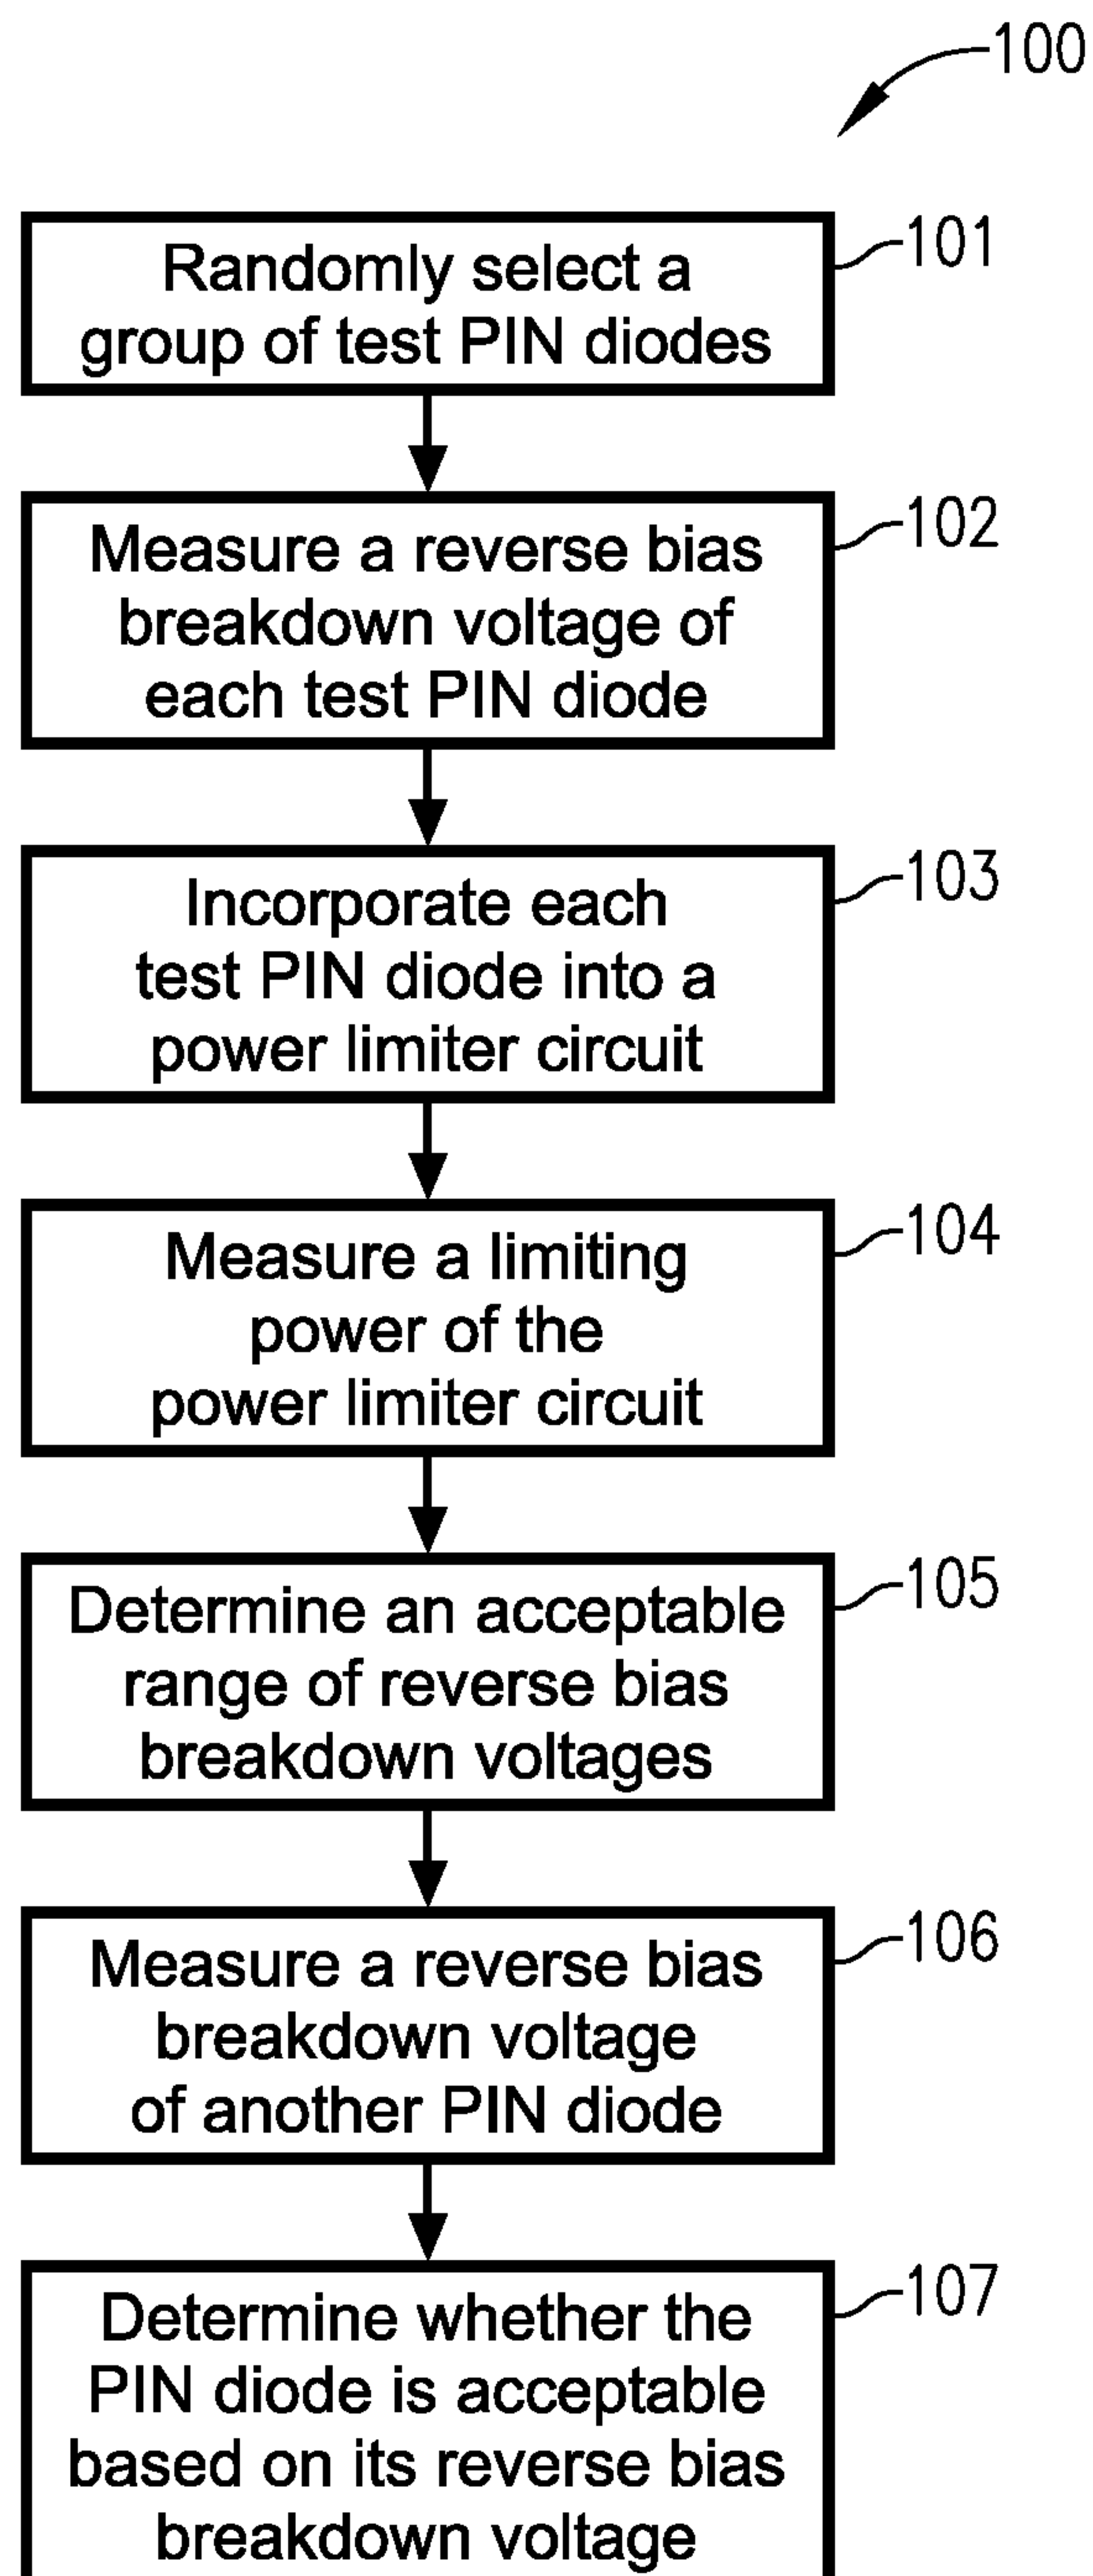 100
101
Randomly select a
group of test PIN diodes
102
Measure a reverse bias
breakdown voltage of
each test PIN diode
103
Incorporate each
test PIN diode into a
power limiter circuit
104
Measure a limiting
power of the
power limiter circuit
105
Determine an acceptable
range of reverse bias
breakdown voltages
106
Measure a reverse bias
breakdown voltage
of another PIN diode
107
Determine whether the
PIN diode is acceptable
based on its reverse bias
breakdown voltage